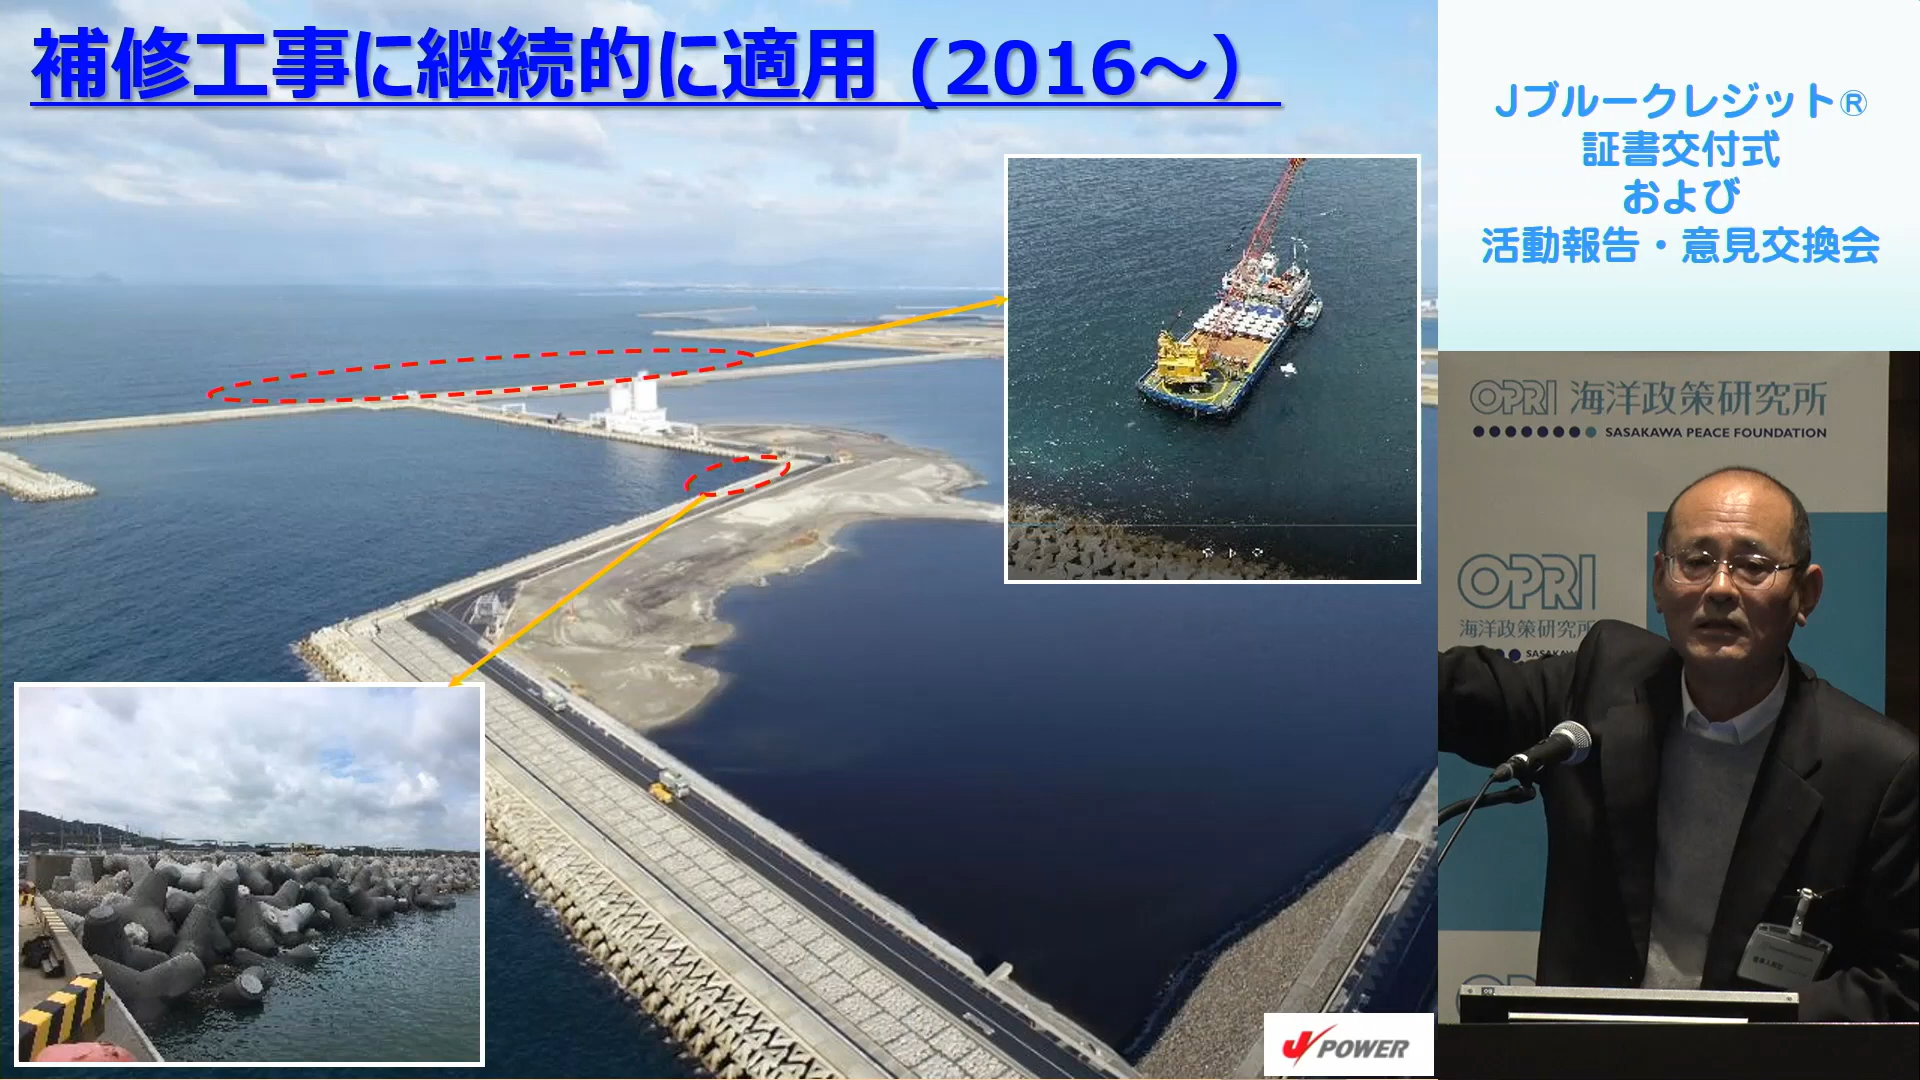 補修工事に継続的に適用 (2016～）
Jブルークレジット®
証書交付式
および
活動報告・意見交換会
OPRI 海洋政策研究所
SASAKAWA PEACE FOUNDATION
OPRI
海洋政策研究所
J POWER